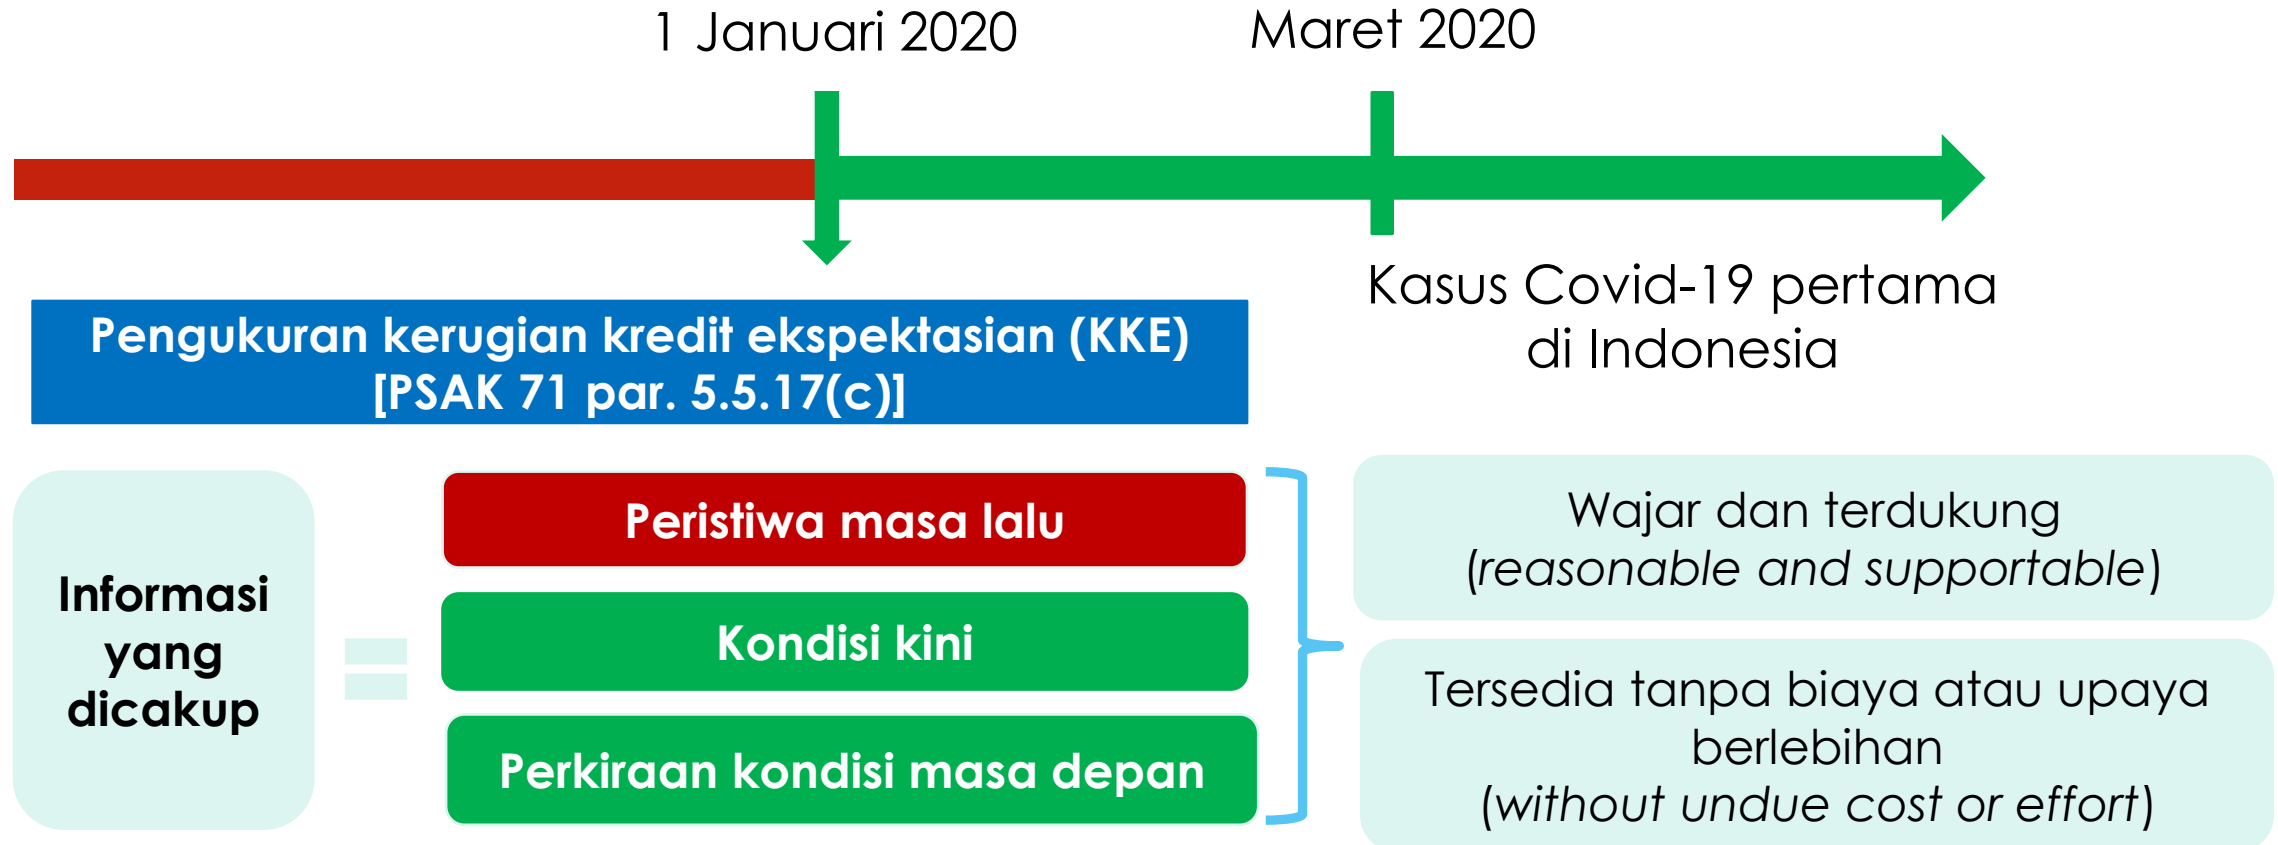 1 Januari 2020
Maret 2020
Kasus Covid-19 pertama
di Indonesia
Pengukuran kerugian kredit ekspektasian (KKE)
[PSAK 71 par. 5.5.17(c)]
Informasi
yang
dicakup
=
Peristiwa masa lalu
Kondisi kini
Perkiraan kondisi masa depan
Wajar dan terdukung
(reasonable and supportable)
Tersedia tanpa biaya atau upaya
berlebihan
(without undue cost or effort)